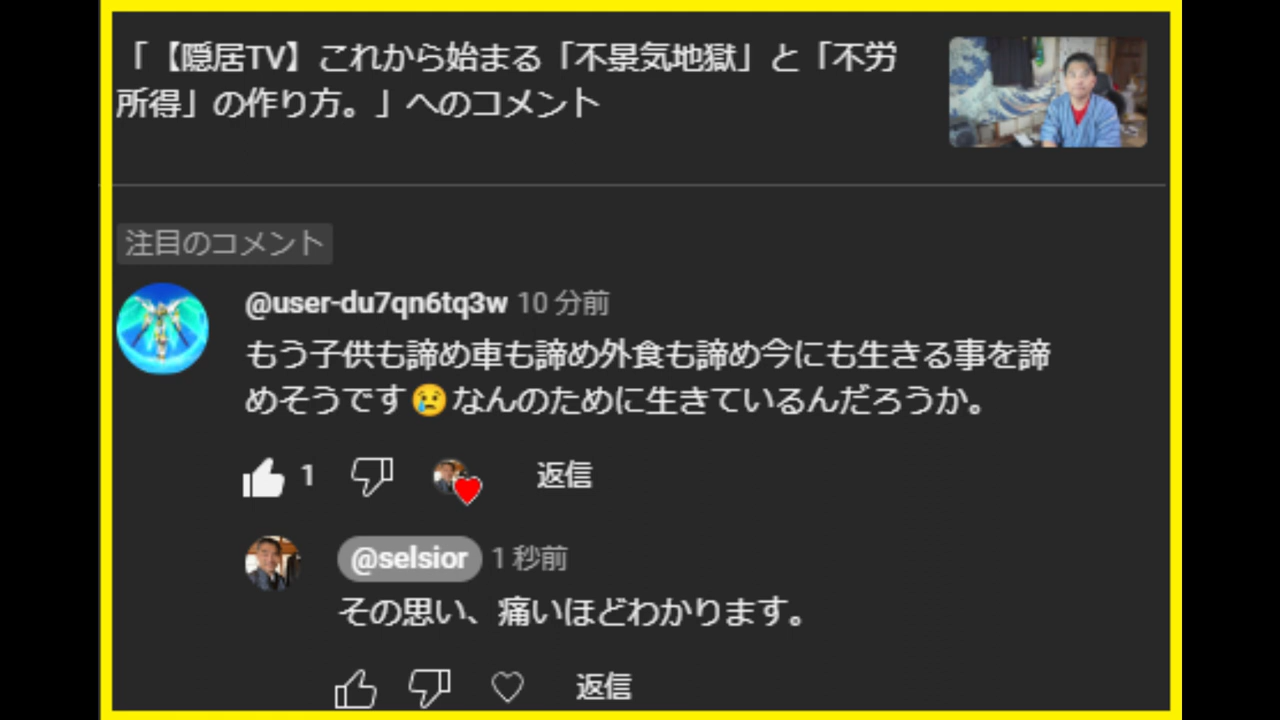 「【隠居TV】これから始まる「不景気地獄」と「不労
所得」の作り方。」へのコメント
注目のコメント
@user-du7qn6tq3w 10 分前
もう子供も諦め車も諦め外食も諦め今にも生きる事を諦
めそうです😢なんのために生きているんだろうか。
1 返信
@selsior 1 秒前
その思い、痛いほどわかります。
返信